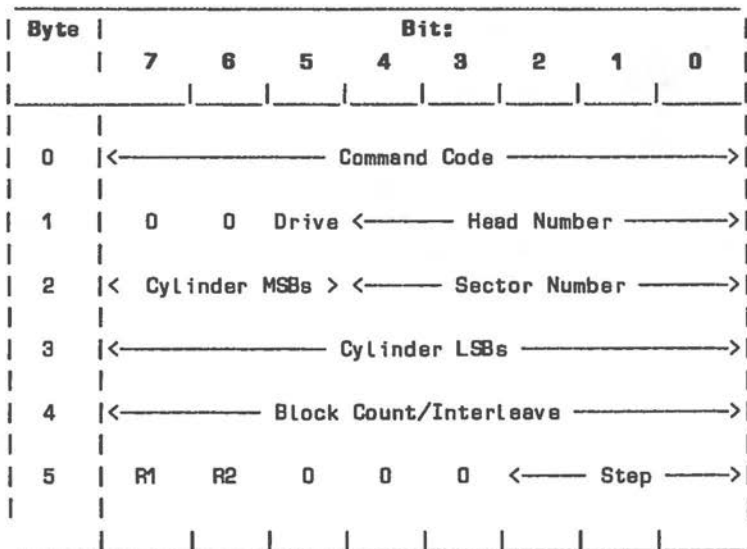 Byte Bit:
7 6 5 4 3 2 1 0
0 Command Code
1 0 0 Drive Head Number
2 Cylinder MSBs Sector Number
3 Cylinder LSBs
4 Block Count/Interleave
5 R1 R2 0 0 0 Step